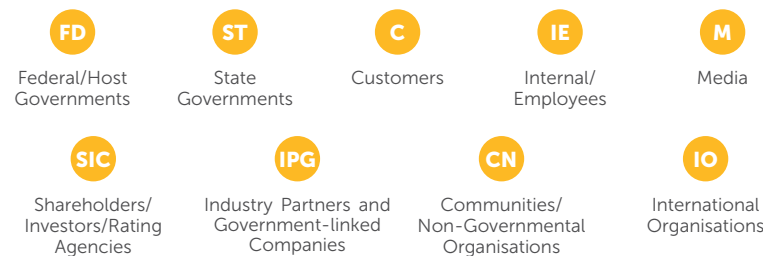 FD
ST
C
IE
M
Federal/Host
Governments
State
Governments
Customers
Internal/
Employees
Media
SIC
IPG
CN
IO
Shareholders/
Investors/Rating
Agencies
Industry Partners and
Government-linked
Companies
Communities/
Non-Governmental
Organisations
International
Organisations